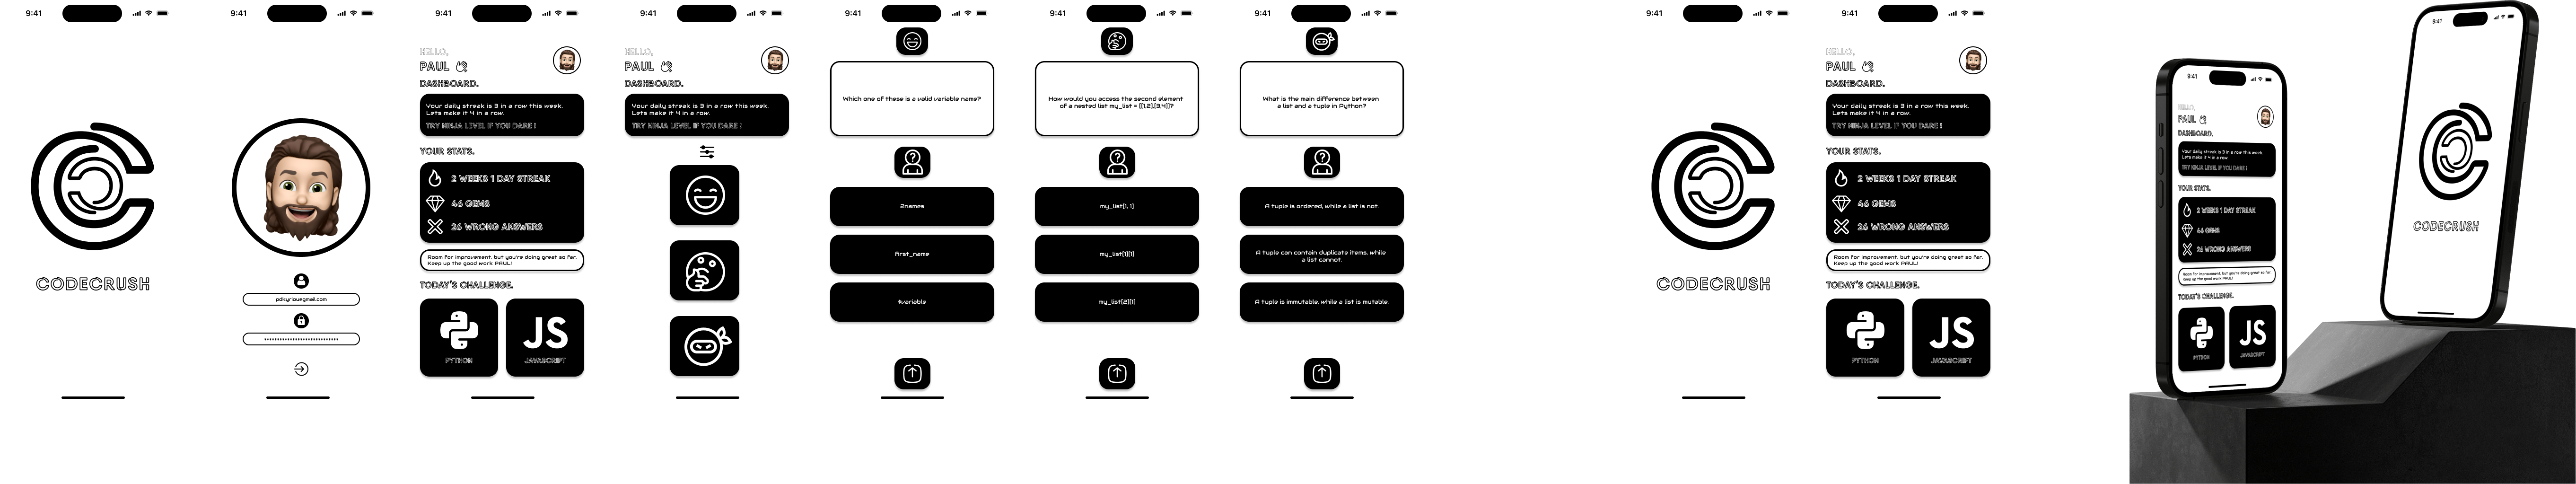 9:41
CODECRUSH
9:41
pdkyriou@gmail.com
9:41
HELLO,
PAUL
DASHBOARD.
Your daily streak is 3 in a row this week.
Lets make it 4 in a row.
TRY NINJA LEVEL IF YOU DARE !
YOUR STATS.
2 WEEKS 1 DAY STREAK
46 GEMS
26 WRONG ANSWERS
Room for improvement, but you're doing great so far.
Keep up the good work PAUL!
TODAY'S CHALLENGE.
JS
PYTHON
JAVASCRIPT
9:41
HELLO,
PAUL
DASHBOARD.
Your daily streak is 3 in a row this week.
Lets make it 4 in a row.
TRY NINJA LEVEL IF YOU DARE !
9:41
Which one of these is a valid variable name?
?
2names
first_name
$variable
9:41
How would you access the second element
of a nested list my_list = [[1,2],[3,4]]?
?
my_list[1, 1]
my_list[1][1]
my_list[2][1]
9:41
What is the main difference between
a list and a tuple in Python?
?
A tuple is ordered, while a list is not.
A tuple can contain duplicate items, while
a list cannot.
A tuple is immutable, while a list is mutable.
9:41
CODECRUSH
9:41
HELLO,
PAUL
DASHBOARD.
Your daily streak is 3 in a row this week.
Lets make it 4 in a row.
TRY NINJA LEVEL IF YOU DARE !
YOUR STATS.
2 WEEKS 1 DAY STREAK
46 GEMS
26 WRONG ANSWERS
Room for improvement, but you're doing great so far.
Keep up the good work PAUL!
TODAY'S CHALLENGE.
JS
PYTHON
JAVASCRIPT
9:41
HELLO,
PAUL
DASHBOARD.
Your daily streak is 3 in a row this week.
Lets make it 4 in a row.
TRY NINJA LEVEL IF YOU DARE !
YOUR STATS.
2 WEEKS 1 DAY STREAK
46 GEMS
26 WRONG ANSWERS
Room for improvement, but you're doing great so far.
Keep up the good work PAUL!
TODAY'S CHALLENGE.
JS
PYTHON
JAVASCRIPT
9:41
CODECRUSH